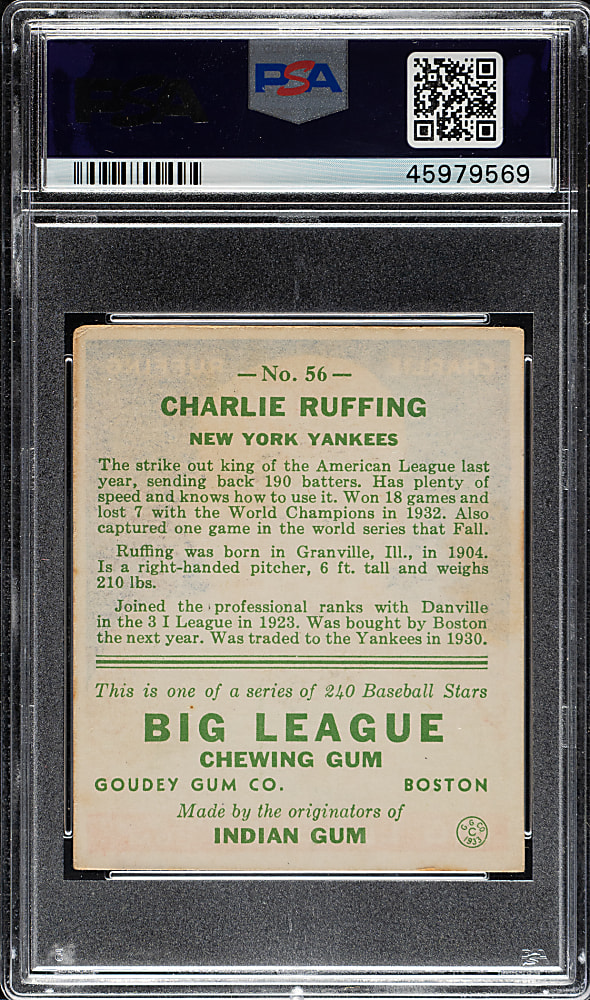 PSA
45979569
— No. 56 —
CHARLIE RUFFING
NEW YORK YANKEES
The strike out king of the American League last
year, sending back 190 batters. Has plenty of
speed and knows how to use it. Won 18 games and
lost 7 with the World Champions in 1932. Also
captured one game in the world series that Fall.
Ruffing was born in Granville, Ill., in 1904.
Is a right-handed pitcher, 6 ft. tall and weighs
210 lbs.
Joined the professional ranks with Danville
in the 3 I League in 1923. Was bought by Boston
the next year. Was traded to the Yankees in 1930.
This is one of a series of 240 Baseball Stars
BIG LEAGUE
CHEWING GUM
GOUDEY GUM CO. BOSTON
Made by the originators of
INDIAN GUM
G. G. CO.
C
1933